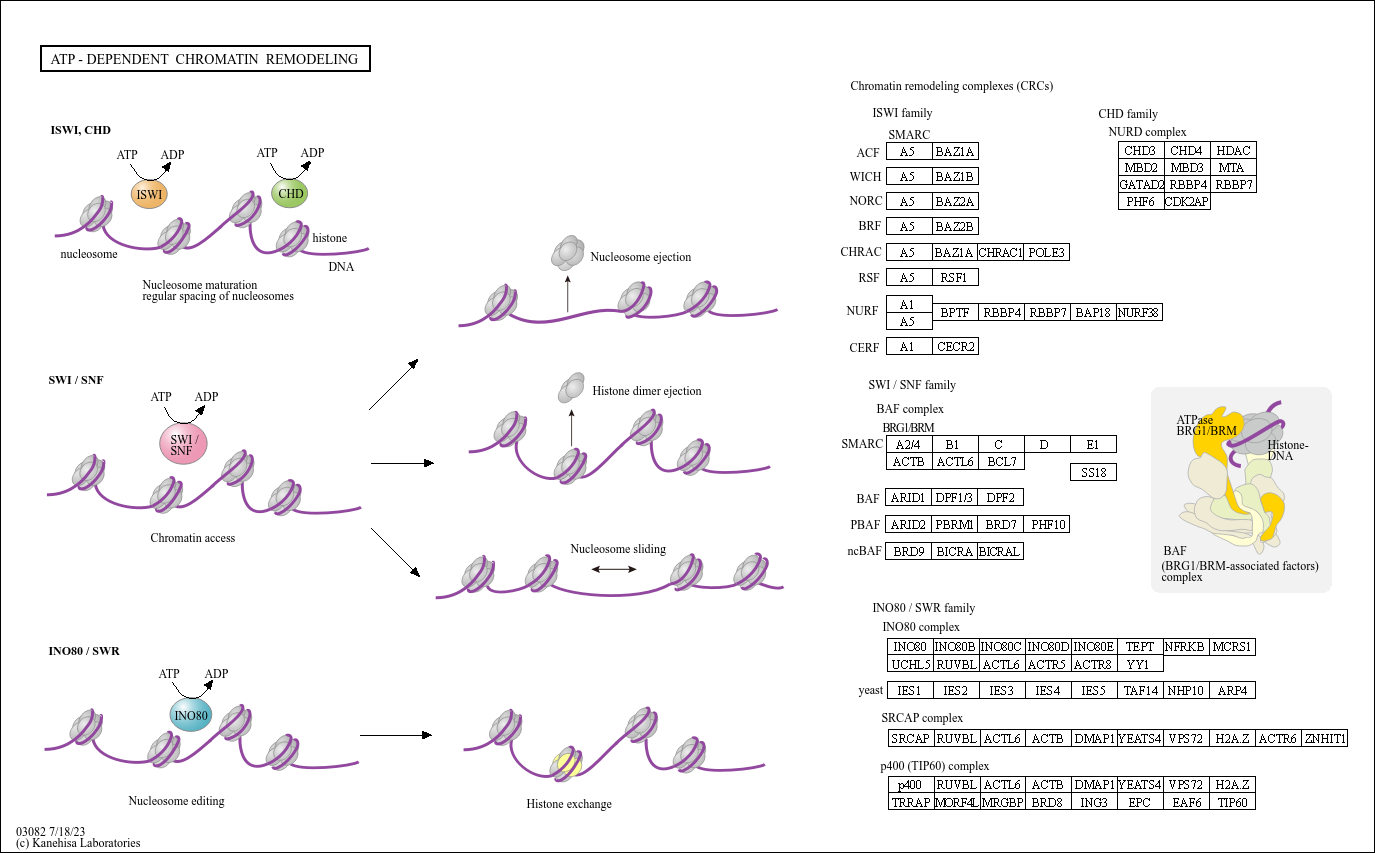 ATP - DEPENDENT CHROMATIN REMODELING
ISWI, CHD
ATP ADP
ISWI
ATP ADP
CHD
nucleosome
histone
DNA
Nucleosome maturation
regular spacing of nucleosomes
SWI / SNF
ATP ADP
SWI /
SNF
Chromatin access
Nucleosome ejection
Histone dimer ejection
Nucleosome sliding
INO80 / SWR
ATP ADP
INO80
Nucleosome editing
Histone exchange
03082 7/18/23
(c) Kanehisa Laboratories
Chromatin remodeling complexes (CRCs)
ISWI family
SMARC
ACF A5 BAZ1A
WICH A5 BAZ1B
NORC A5 BAZ2A
BRF A5 BAZ2B
CHRAC A5 BAZ1A CHRAC1 POLE3
RSF A5 RSF1
NURF A1 A5 BPTF RBBP4 RBBP7 BAP18 NURF38
CERF A1 CECR2
CHD family
NURD complex
CHD3 CHD4 HDAC
MBD2 MBD3 MTA
GATAD2 RBBP4 RBBP7
PHF6 CDK2AP
SWI / SNF family
BAF complex
BRG1/BRM
SMARC A2/4 B1 C D E1
ACTB ACTL6 BCL7
SS18
BAF ARID1 DPF1/3 DPF2
PBAF ARID2 PBRM1 BRD7 PHF10
ncBAF BRD9 BICRA BICRAL
ATPase
BRG1/BRM
Histone-
DNA
BAF
(BRG1/BRM-associated factors)
complex
INO80 / SWR family
INO80 complex
INO80 INO80B INO80C INO80D INO80E TEPT NFRKB MCRS1
UCHL5 RUVBL ACTL6 ACTR5 ACTR8 YY1
yeast IES1 IES2 IES3 IES4 IES5 TAF14 NHP10 ARP4
SRCAP complex
SRCAP RUVBL ACTL6 ACTB DMAP1 YEATS4 VPS72 H2A.Z ACTR6 ZNHIT1
p400 (TIP60) complex
p400 RUVBL ACTL6 ACTB DMAP1 YEATS4 VPS72 H2A.Z
TRRAP MORF4L MRGBP BRD8 ING3 EPC EAF6 TIP60